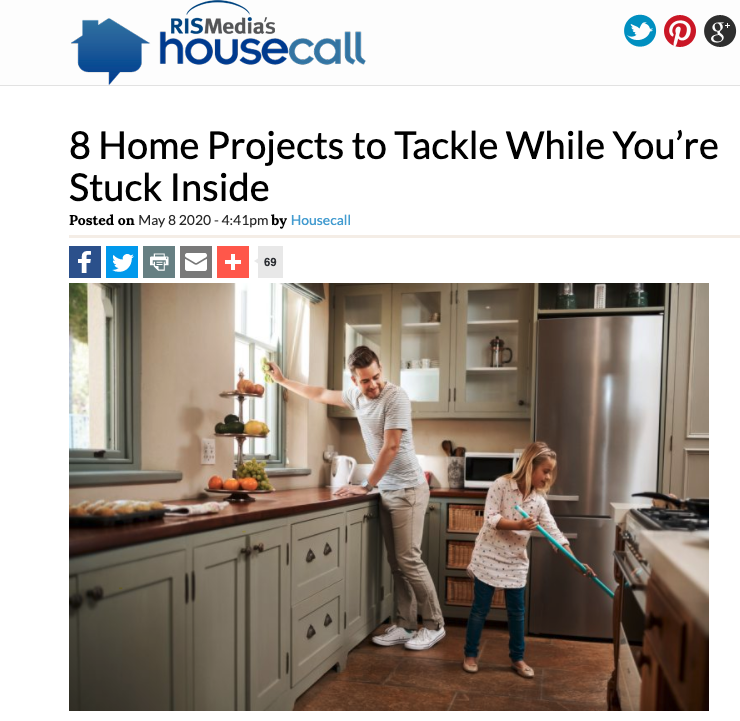 RISMedia's
housecall
8 Home Projects to Tackle While You’re
Stuck Inside
Posted on May 8 2020 - 4:41pm by Housecall
69